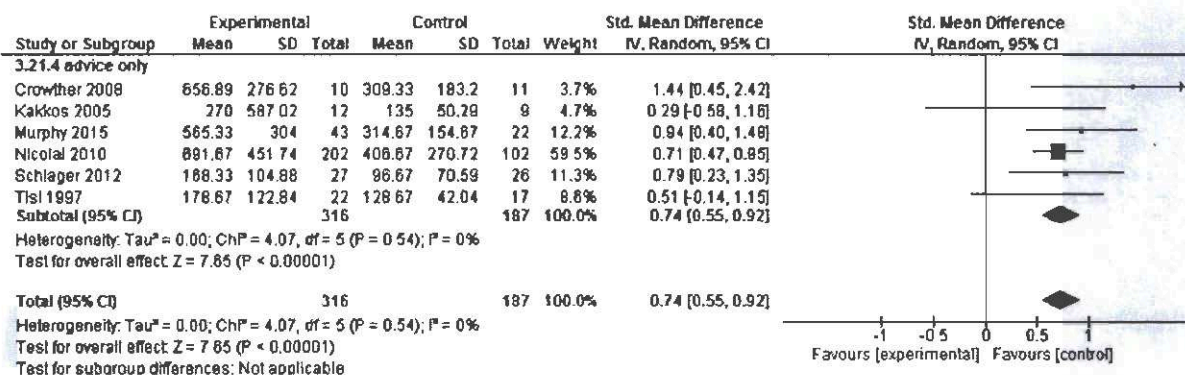 Experimental Control Std. Mean Difference Std. Mean Difference
Study or Subgroup Mean SD Total Mean SD Total Weight IV, Random, 95% CI IV, Random, 95% CI
3.21.4 advice only
Crowther 2008 656.89 276.62 10 309.33 183.2 11 3.7% 1.44 [0.45, 2.42]
Kakkos 2005 270 587.02 12 135 50.29 9 4.7% 0.29 [-0.58, 1.16]
Murphy 2015 565.33 304 43 314.67 154.67 22 12.2% 0.94 [0.40, 1.48]
Nicolai 2010 691.67 451.74 202 406.67 270.72 102 59.5% 0.71 [0.47, 0.95]
Schlager 2012 168.33 104.88 27 96.67 70.59 26 11.3% 0.79 [0.23, 1.35]
Tisi 1997 178.67 122.84 22 128.67 42.04 17 8.6% 0.51 [-0.14, 1.15]
Subtotal (95% CI) 316 187 100.0% 0.74 [0.55, 0.92]
Heterogeneity: Tau² = 0.00; Chi² = 4.07, df = 5 (P = 0.54); I² = 0%
Test for overall effect: Z = 7.85 (P < 0.00001)
Total (95% CI) 316 187 100.0% 0.74 [0.55, 0.92]
Heterogeneity: Tau² = 0.00; Chi² = 4.07, df = 5 (P = 0.54); I² = 0%
Test for overall effect: Z = 7.85 (P < 0.00001)
Test for subgroup differences: Not applicable
-1 -0.5 0 0.5 1
Favours [experimental] Favours [control]